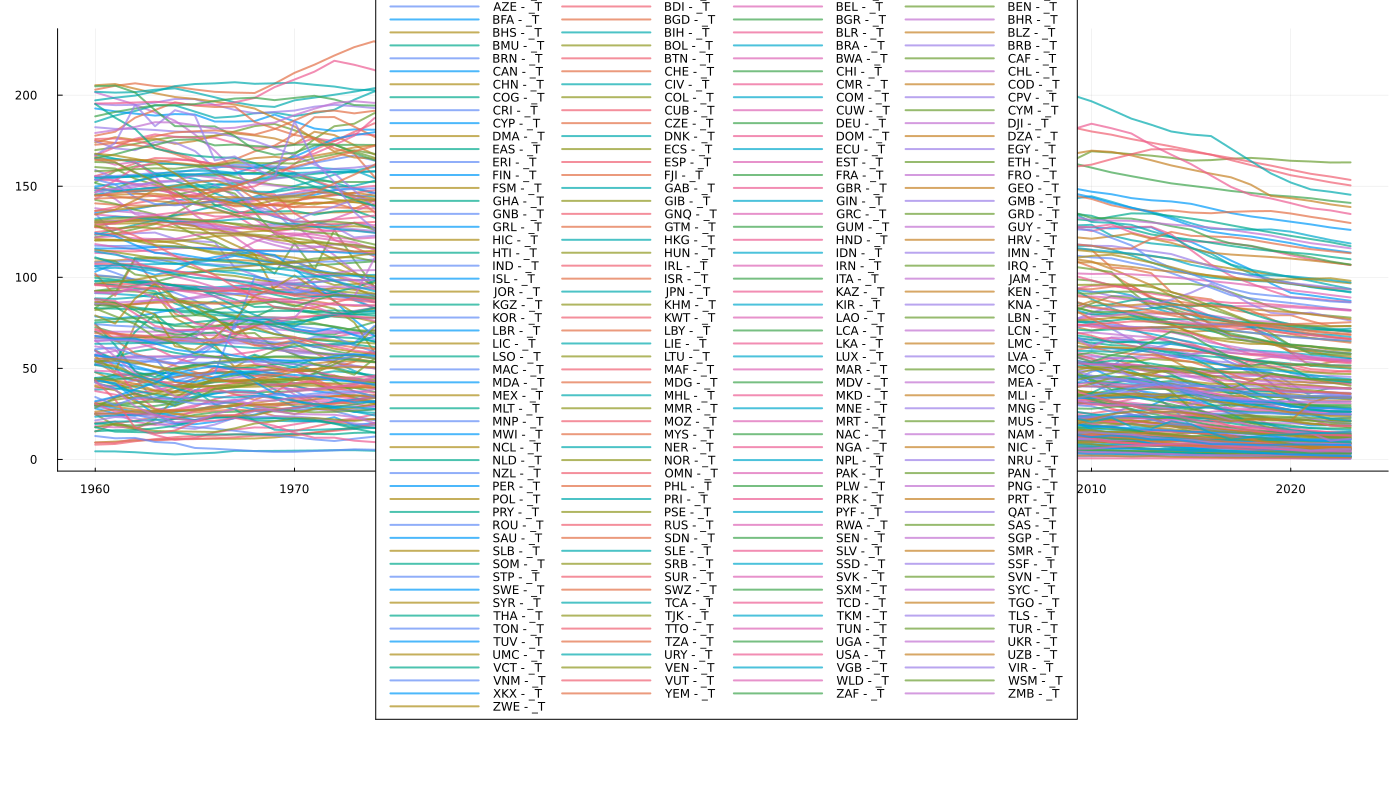 AZE - _T BDI - _T BEL - _T BEN - _T
BFA - _T BGD - _T BGR - _T BHR - _T
BHS - _T BIH - _T BLR - _T BLZ - _T
BMU - _T BOL - _T BRA - _T BRB - _T
BRN - _T BTN - _T BWA - _T CAF - _T
CAN - _T CHE - _T CHI - _T CHL - _T
CHN - _T CIV - _T CMR - _T COD - _T
200 COG - _T COL - _T COM - _T CPV - _T
CRI - _T CUB - _T CUW - _T CYM - _T
CYP - _T CZE - _T DEU - _T DJI - _T
DMA - _T DNK - _T DOM - _T DZA - _T
EAS - _T ECS - _T ECU - _T EGY - _T
ERI - _T ESP - _T EST - _T ETH - _T
FIN - _T FJI - _T FRA - _T FRO - _T
150 FSM - _T GAB - _T GBR - _T GEO - _T
GHA - _T GIB - _T GIN - _T GMB - _T
GNB - _T GNQ - _T GRC - _T GRD - _T
GRL - _T GTM - _T GUM - _T GUY - _T
HIC - _T HKG - _T HND - _T HRV - _T
HTI - _T HUN - _T IDN - _T IMN - _T
IND - _T IRL - _T IRN - _T IRQ - _T
100 ISL - _T ISR - _T ITA - _T JAM - _T
JOR - _T JPN - _T KAZ - _T KEN - _T
KGZ - _T KHM - _T KIR - _T KNA - _T
KOR - _T KWT - _T LAO - _T LBN - _T
LBR - _T LBY - _T LCA - _T LCN - _T
LIC - _T LIE - _T LKA - _T LMC - _T
LSO - _T LTU - _T LUX - _T LVA - _T
50 MAC - _T MAF - _T MAR - _T MCO - _T
MDA - _T MDG - _T MDV - _T MEA - _T
MEX - _T MHL - _T MKD - _T MLI - _T
MLT - _T MMR - _T MNE - _T MNG - _T
MNP - _T MOZ - _T MRT - _T MUS - _T
MWI - _T MYS - _T NAC - _T NAM - _T
NCL - _T NER - _T NGA - _T NIC - _T
0 NLD - _T NOR - _T NPL - _T NRU - _T
NZL - _T OMN - _T PAK - _T PAN - _T
1960 1970 PER - _T PHL - _T PLW - _T PNG - _T 2010 2020
POL - _T PRI - _T PRK - _T PRT - _T
PRY - _T PSE - _T PYF - _T QAT - _T
ROU - _T RUS - _T RWA - _T SAS - _T
SAU - _T SDN - _T SEN - _T SGP - _T
SLB - _T SLE - _T SLV - _T SMR - _T
SOM - _T SRB - _T SSD - _T SSF - _T
STP - _T SUR - _T SVK - _T SVN - _T
SWE - _T SWZ - _T SXM - _T SYC - _T
SYR - _T TCA - _T TCD - _T TGO - _T
THA - _T TJK - _T TKM - _T TLS - _T
TON - _T TTO - _T TUN - _T TUR - _T
TUV - _T TZA - _T UGA - _T UKR - _T
UMC - _T URY - _T USA - _T UZB - _T
VCT - _T VEN - _T VGB - _T VIR - _T
VNM - _T VUT - _T WLD - _T WSM - _T
XKX - _T YEM - _T ZAF - _T ZMB - _T
ZWE - _T